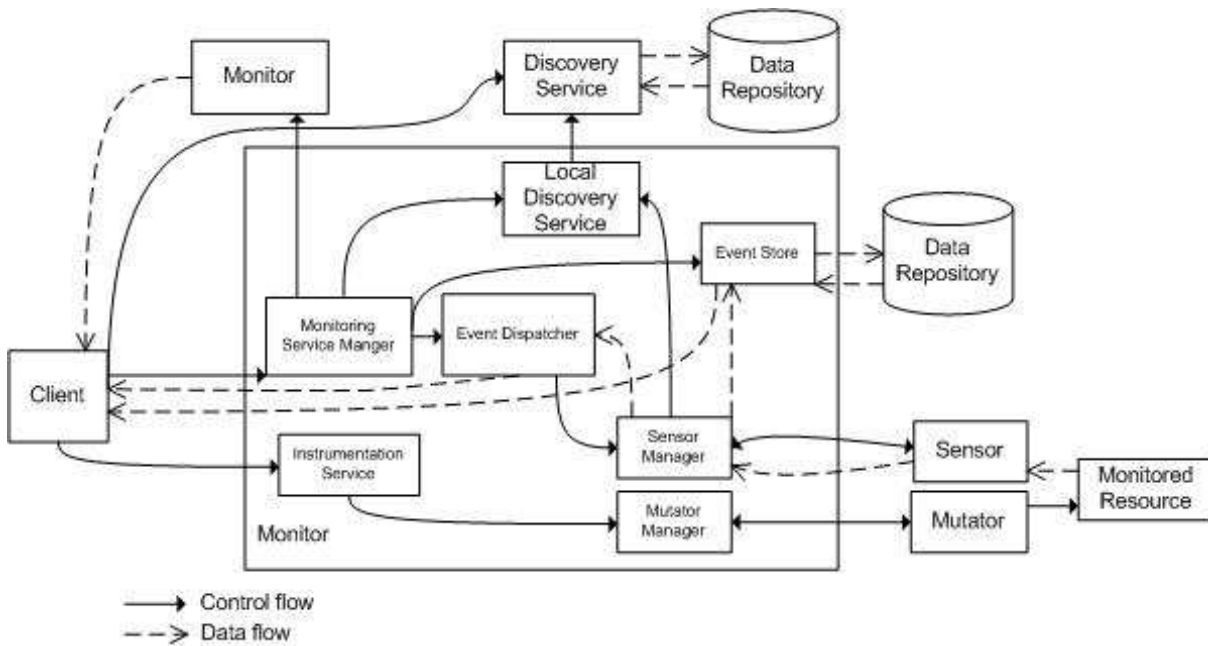 Monitor
Discovery
Service
Data
Repository
Local
Discovery
Service
Event Store
Data
Repository
Monitoring
Service Manger
Event Dispatcher
Client
Instrumentation
Service
Sensor
Manager
Sensor
Monitored
Resource
Mutator
Manager
Mutator
Monitor
Control flow
Data flow